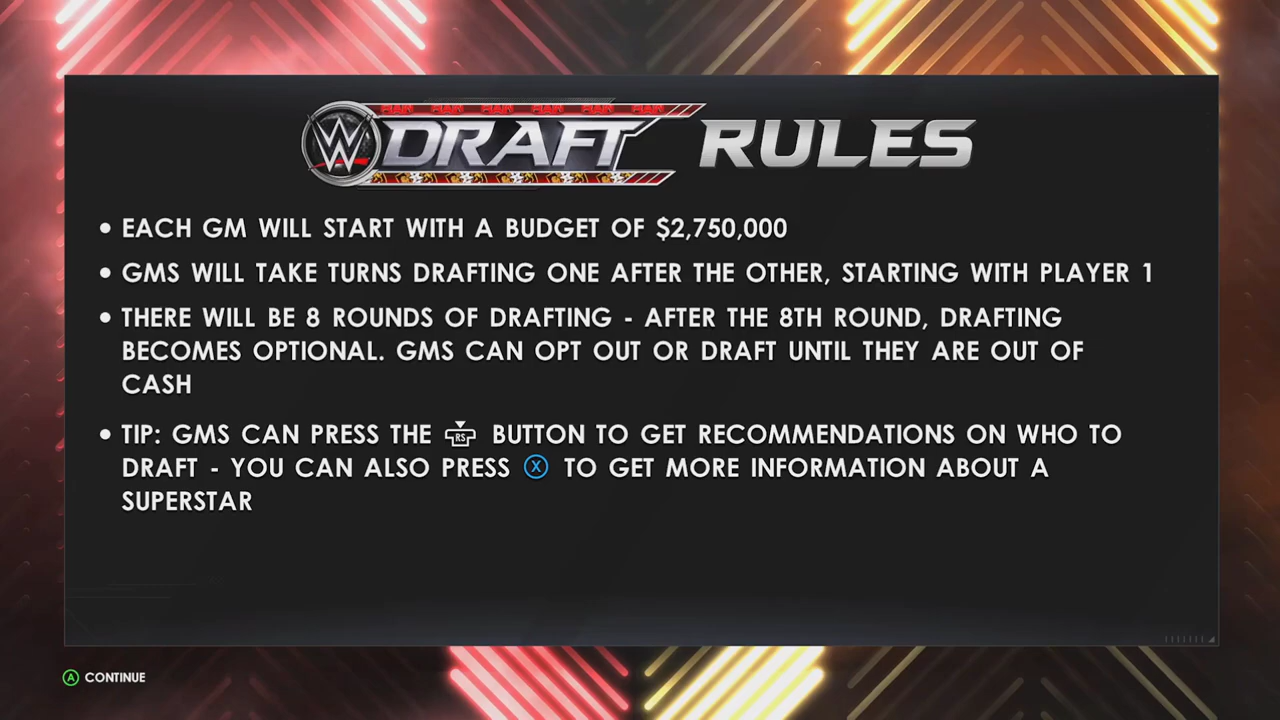 W DRAFT RULES
• EACH GM WILL START WITH A BUDGET OF $2,750,000
• GMS WILL TAKE TURNS DRAFTING ONE AFTER THE OTHER, STARTING WITH PLAYER 1
• THERE WILL BE 8 ROUNDS OF DRAFTING - AFTER THE 8TH ROUND, DRAFTING
BECOMES OPTIONAL. GMS CAN OPT OUT OR DRAFT UNTIL THEY ARE OUT OF
CASH
• TIP: GMS CAN PRESS THE RS BUTTON TO GET RECOMMENDATIONS ON WHO TO
DRAFT - YOU CAN ALSO PRESS X TO GET MORE INFORMATION ABOUT A
SUPERSTAR
A CONTINUE